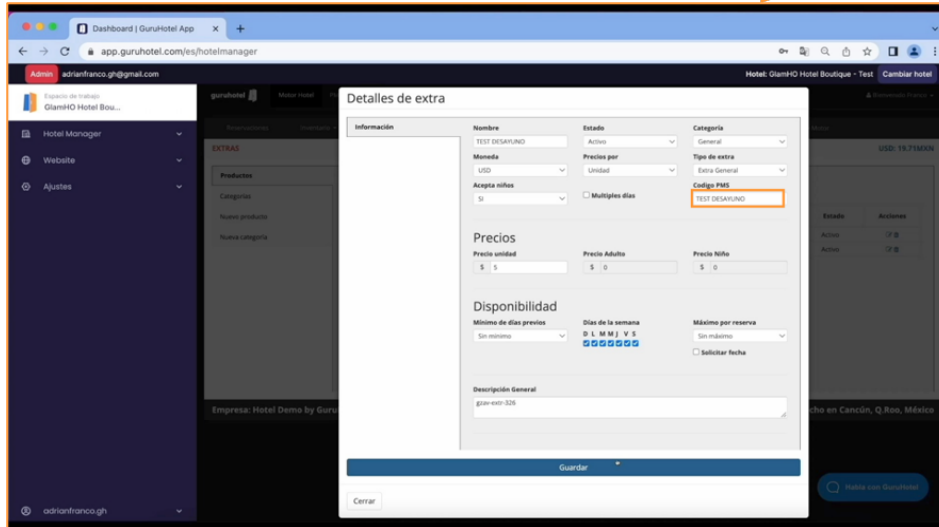 Dashboard | GuruHotel App
app.guruhotel.com/es/hotelmanager
Admin adrianfranco.gh@gmail.com
Hotel: GlamHO Hotel Boutique - Test Cambiar hotel
Espacio de trabajo
GlamHO Hotel Bou...
guruhotel Motor Hotel
Bienvenido Franco
Hotel Manager
Website
Ajustes
EXTRAS
USD: 19.71MXN
Productos
Categorías
Nuevo producto
Nueva categoría
Estado Acciones
Activo
Activo
Detalles de extra
Información
Nombre Estado Categoría
TEST DESAYUNO Activo General
Moneda Precios por Tipo de extra
USD Unidad Extra General
Acepta niños Codigo PMS
SI Multiples días TEST DESAYUNO
Precios
Precio unidad Precio Adulto Precio Niño
$ 5 $ 0 $ 0
Disponibilidad
Mínimo de días previos Días de la semana Máximo por reserva
D L M M J V S
Sin mínimo Sin máximo
Solicitar fecha
Descripción General
gzav-extr-326
Empresa: Hotel Demo by Guru
cho en Cancún, Q.Roo, México
Guardar
Habla con GuruHotel
Cerrar
adrianfranco.gh